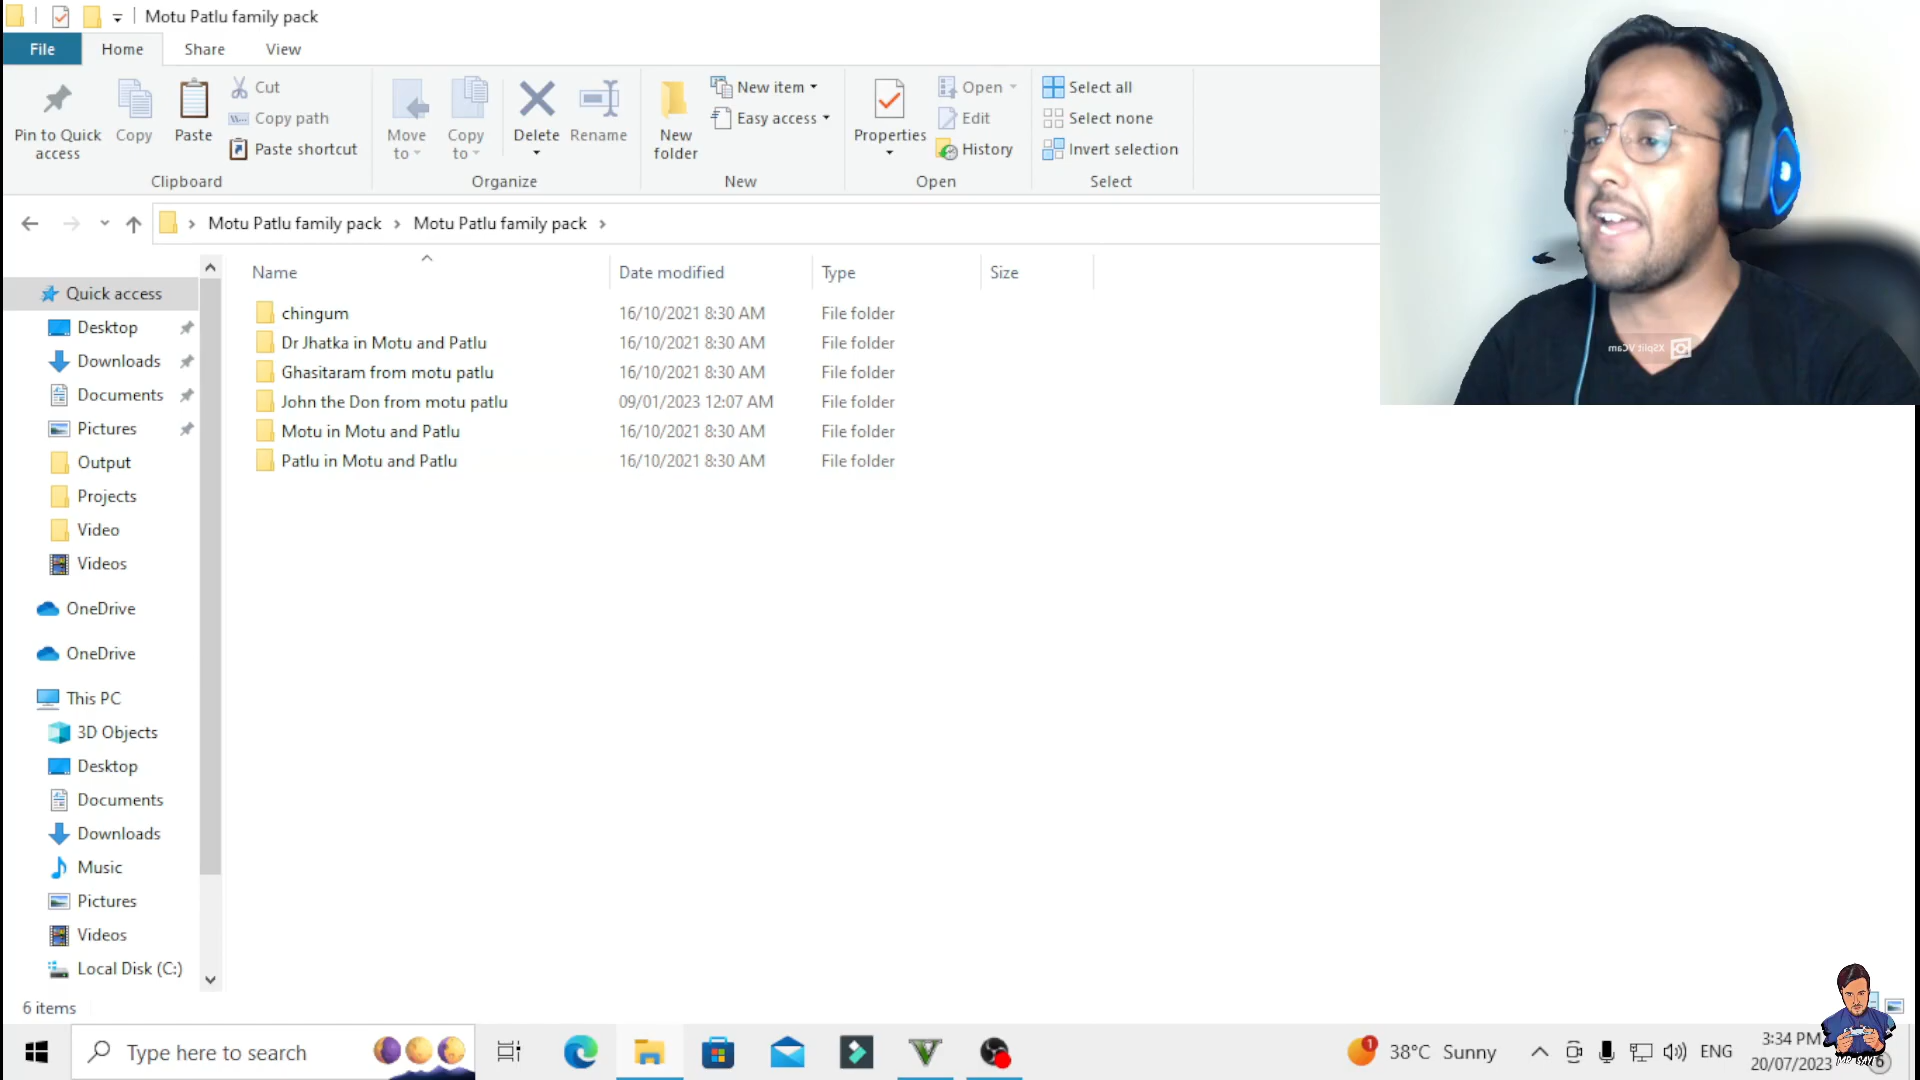 Motu Patlu family pack
File Home Share View
Pin to Quick access
Copy
Paste
Cut
Copy path
Paste shortcut
Clipboard
Move to
Copy to
Delete
Rename
Organize
New folder
New item
Easy access
New
Properties
Open
Edit
History
Open
Select all
Select none
Invert selection
Select
Motu Patlu family pack > Motu Patlu family pack >
Name Date modified Type Size
chingum 16/10/2021 8:30 AM File folder
Dr Jhatka in Motu and Patlu 16/10/2021 8:30 AM File folder
Ghasitaram from motu patlu 16/10/2021 8:30 AM File folder
John the Don from motu patlu 09/01/2023 12:07 AM File folder
Motu in Motu and Patlu 16/10/2021 8:30 AM File folder
Patlu in Motu and Patlu 16/10/2021 8:30 AM File folder
Quick access
Desktop
Downloads
Documents
Pictures
Output
Projects
Video
Videos
OneDrive
OneDrive
This PC
3D Objects
Desktop
Documents
Downloads
Music
Pictures
Videos
Local Disk (C:)
6 items
XSplit VCam
Type here to search
1
38°C Sunny
ENG
3:34 PM
20/07/2023
6